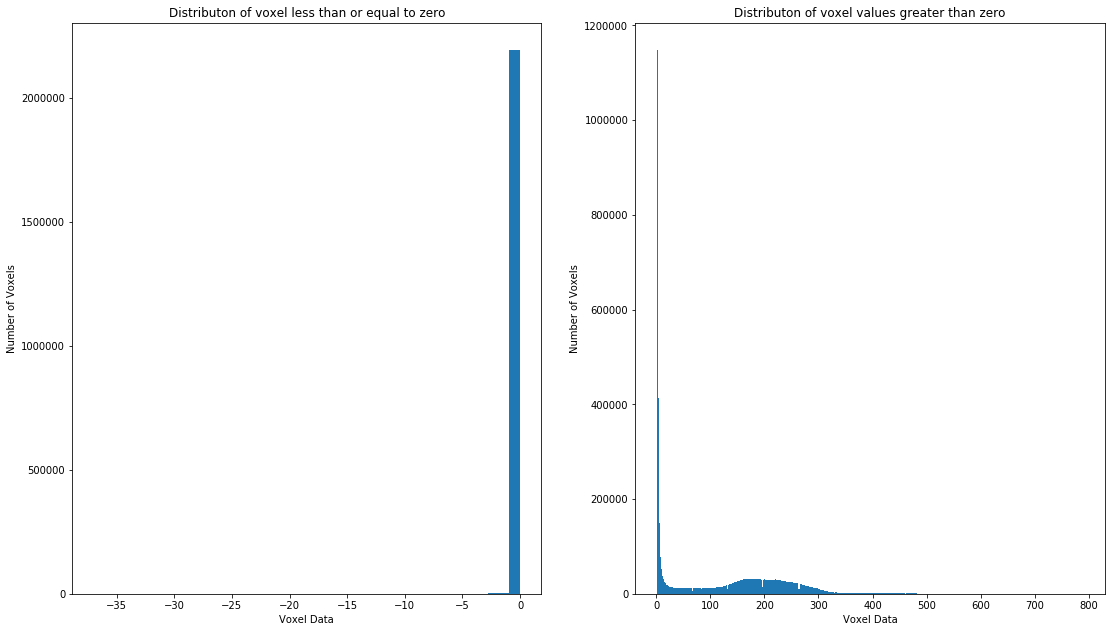 Distributon of voxel less than or equal to zero
2000000
1500000
1000000
500000
0
Number of Voxels
−35 −30 −25 −20 −15 −10 −5 0
Voxel Data
Distributon of voxel values greater than zero
1200000
1000000
800000
600000
400000
200000
0
Number of Voxels
0 100 200 300 400 500 600 700 800
Voxel Data